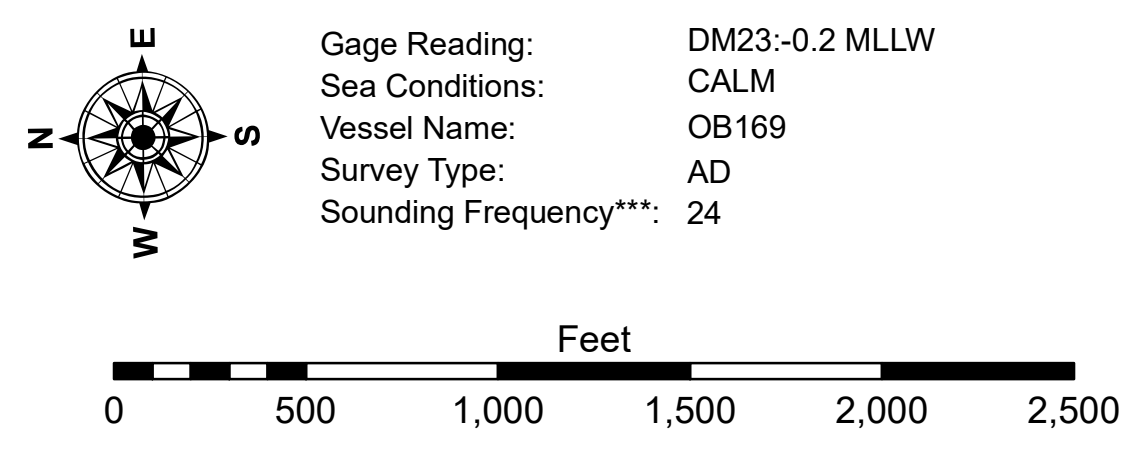 E
N
S
W
Gage Reading: DM23:-0.2 MLLW
Sea Conditions: CALM
Vessel Name: OB169
Survey Type: AD
Sounding Frequency***: 24
Feet
0 500 1,000 1,500 2,000 2,500